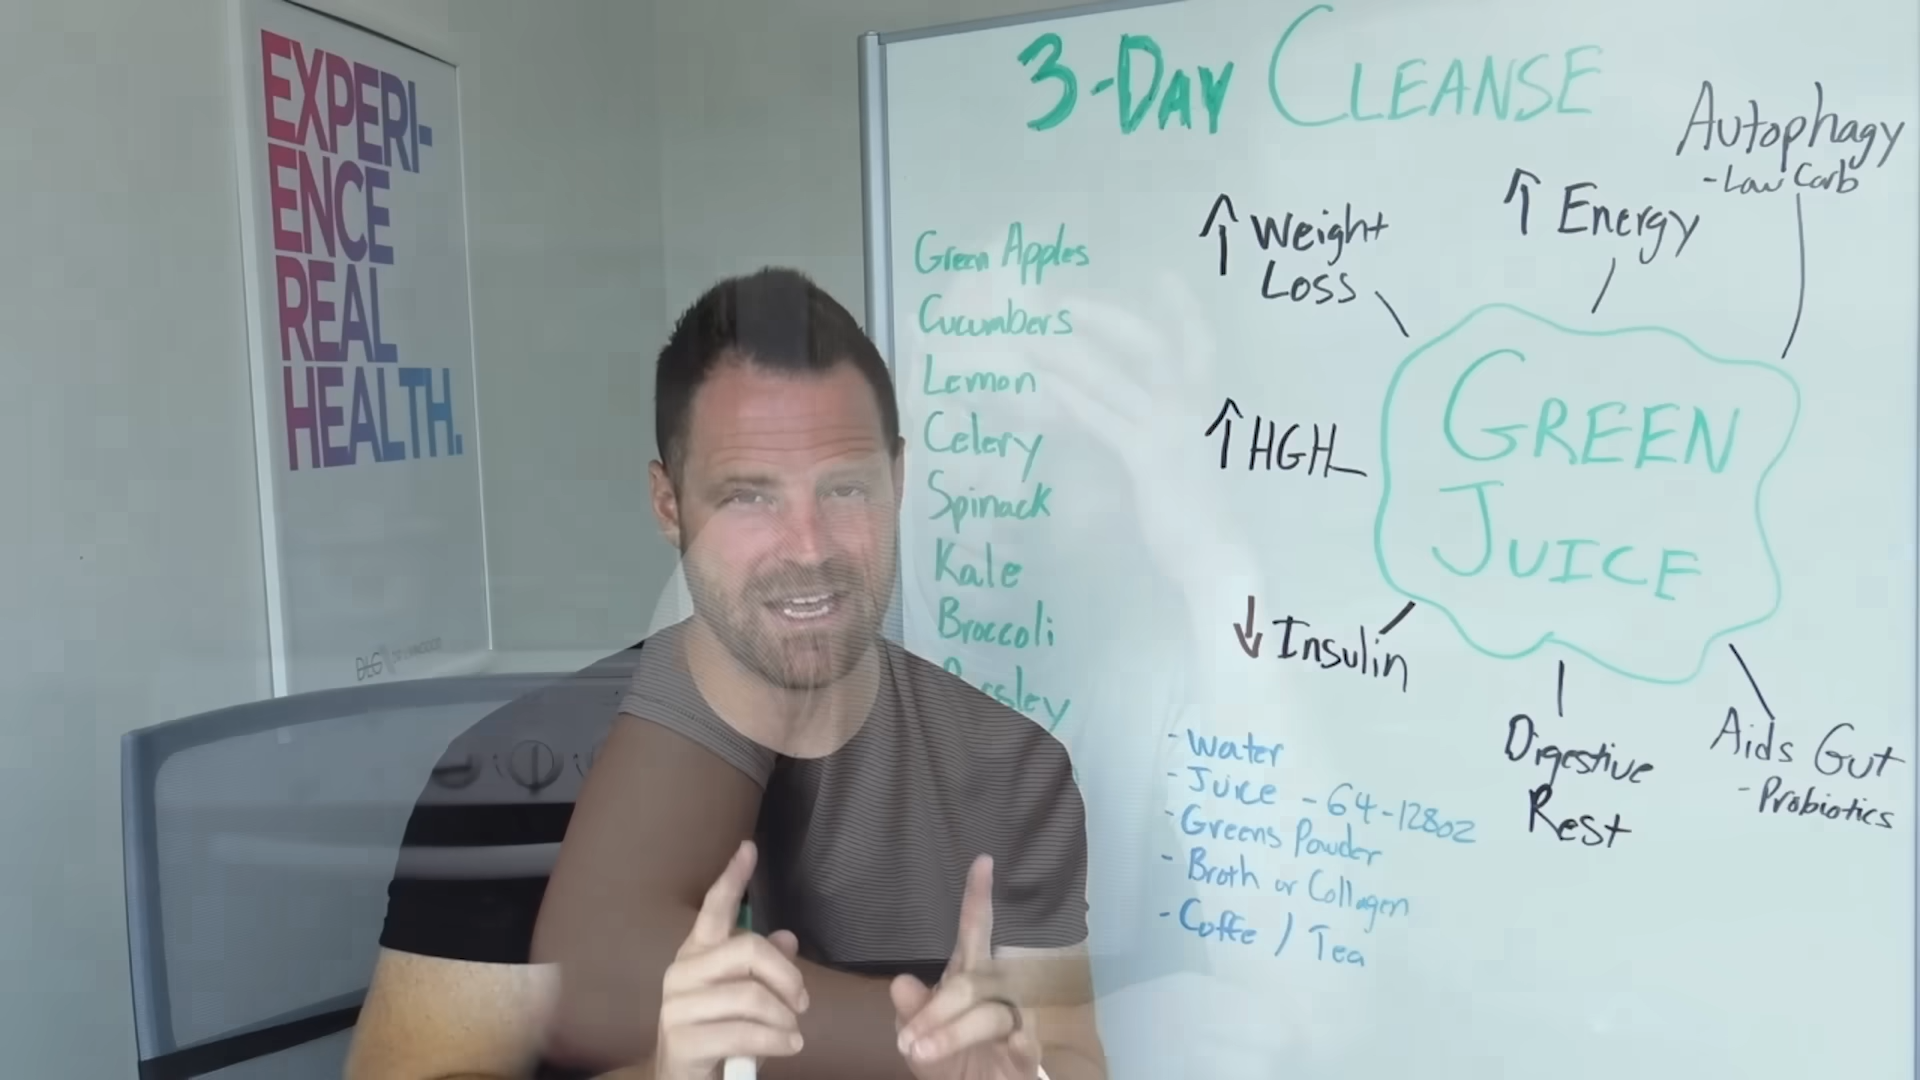 EXPERI-
ENCE
REAL
HEALTH.
3-DAY CLEANSE
Green Apples
Cucumbers
Lemon
Celery
Spinack
Kale
Broccoli
↑ Weight
Loss
↑ Energy
Autophagy
- Low Carb
↑ HGH
GREEN
JUICE
↓ Insulin
Digestive
Rest
Aids Gut
- Probiotics
- Water
- Juice - 64-128oz
- Greens Powder
- Broth or Collagen
- Coffe / Tea